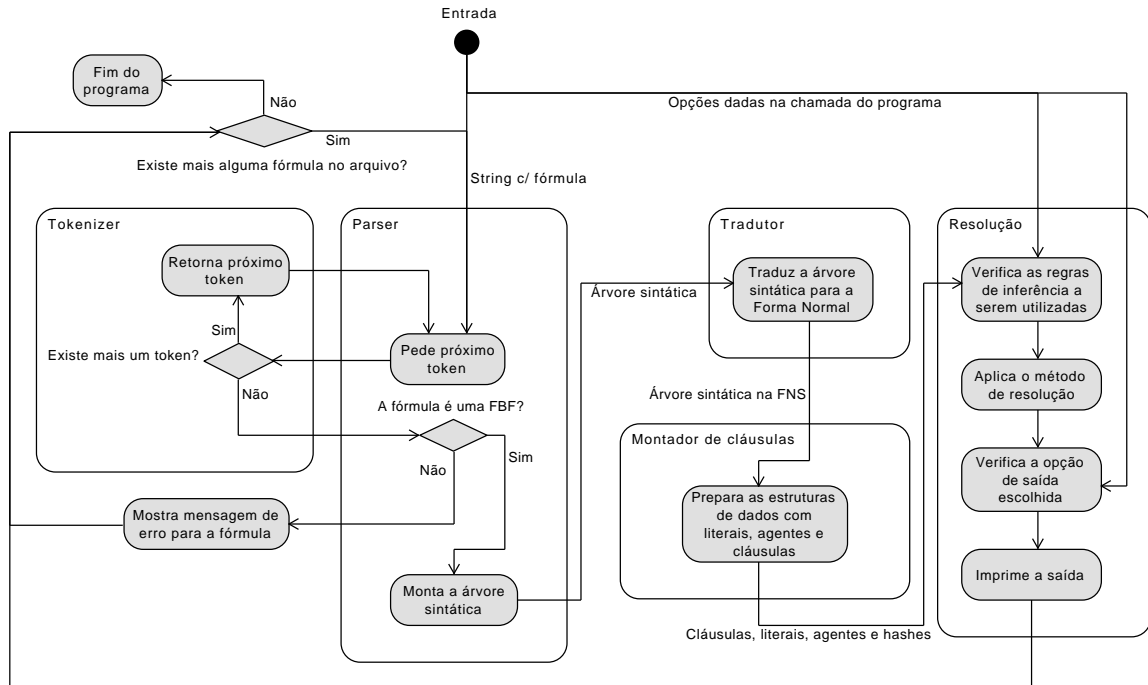 Entrada
Fim do
programa
Não
Opções dadas na chamada do programa
Sim
Existe mais alguma fórmula no arquivo?
String c/ fórmula
Tokenizer
Parser
Tradutor
Resolução
Retorna próximo
token
Traduz a árvore
sintática para a
Forma Normal
Verifica as regras
de inferência a
serem utilizadas
Árvore sintática
Sim
Existe mais um token?
Pede próximo
token
Não
Aplica o método
de resolução
Árvore sintática na FNS
A fórmula é uma FBF?
Montador de cláusulas
Não
Sim
Verifica a opção
de saída
escolhida
Prepara as estruturas
de dados com
literais, agentes e
cláusulas
Mostra mensagem de
erro para a fórmula
Monta a árvore
sintática
Imprime a saída
Cláusulas, literais, agentes e hashes